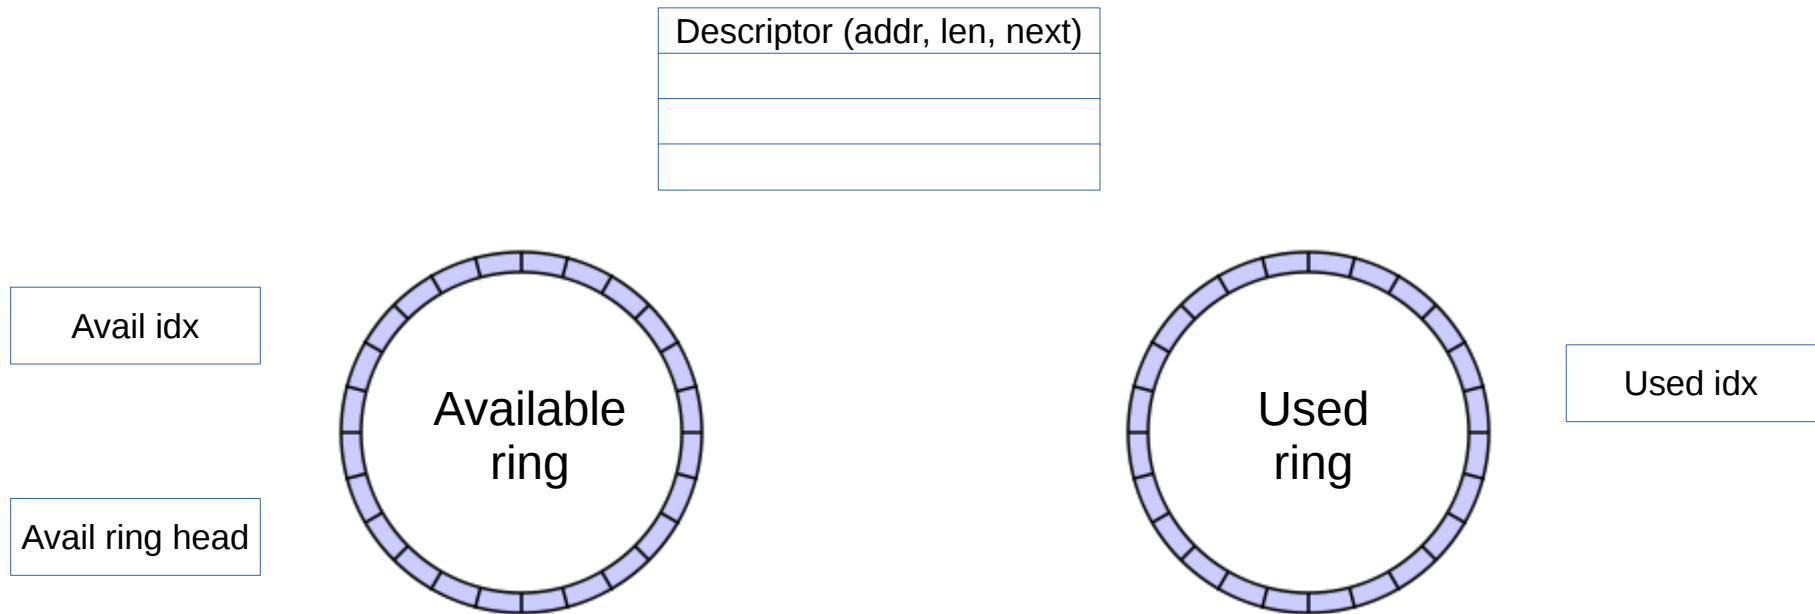 Descriptor (addr, len, next)
Avail idx
Available
ring
Avail ring head
Used
ring
Used idx